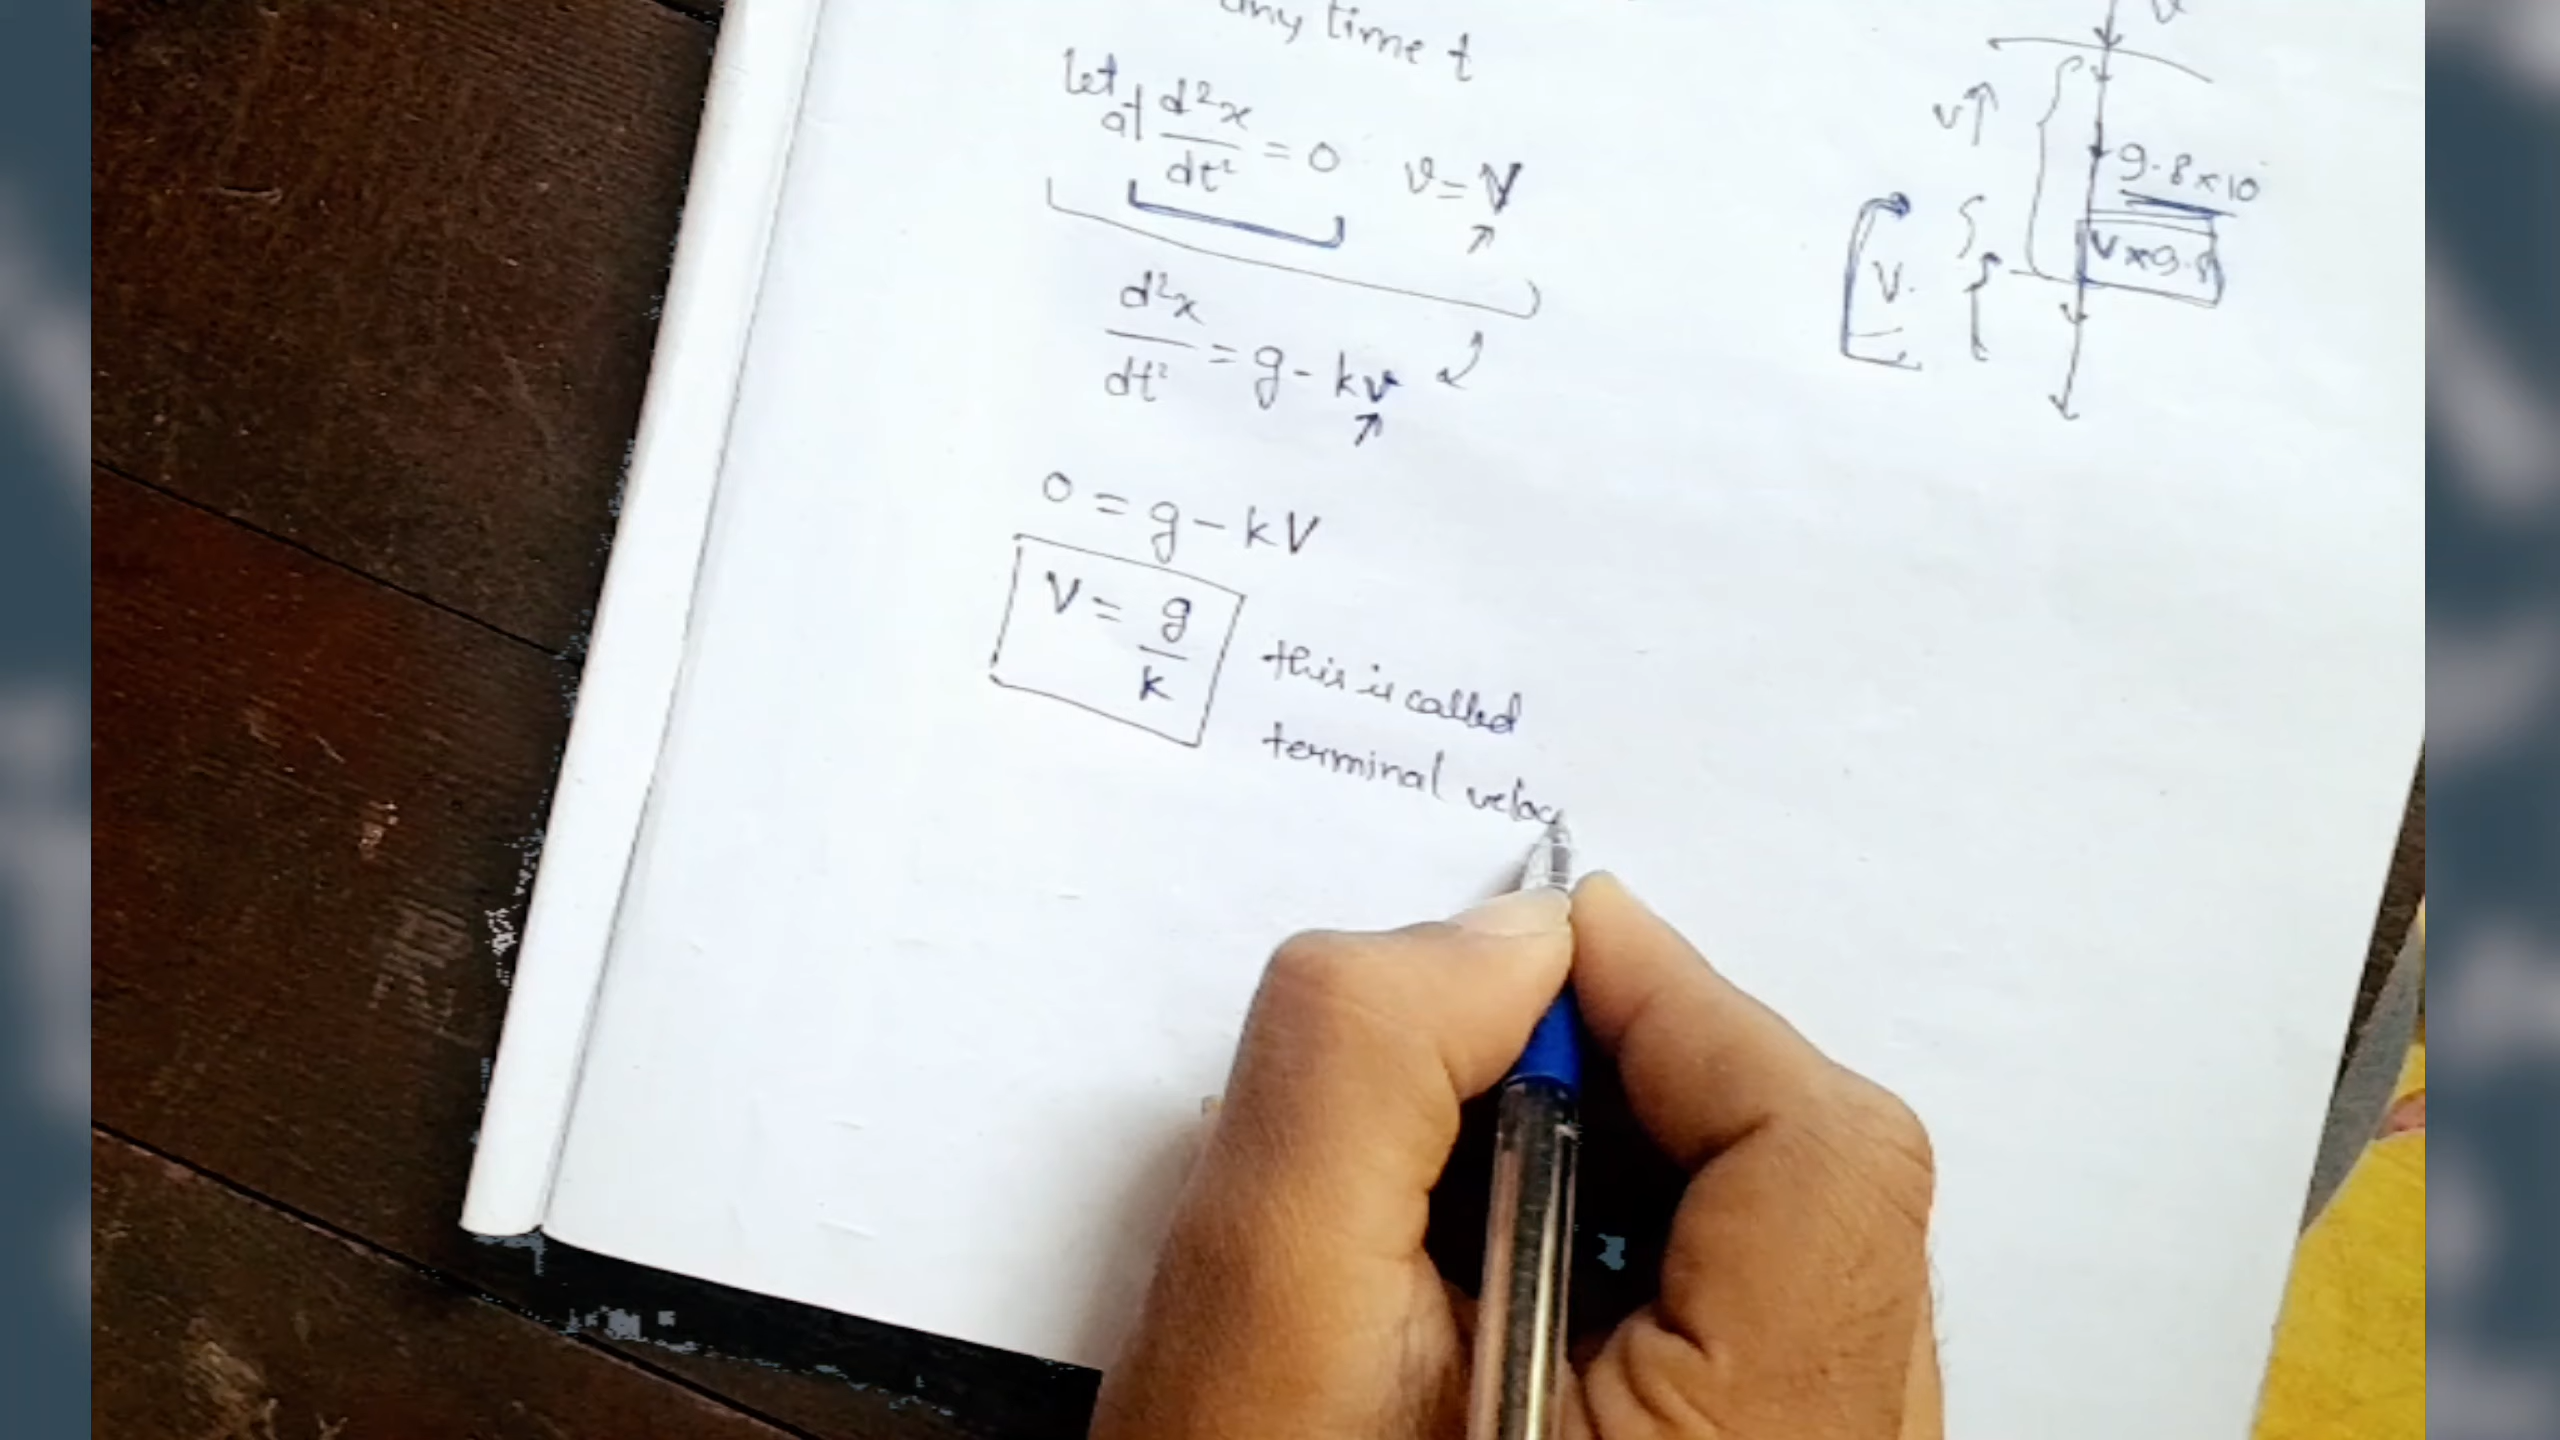 any time t
let at d²x/dt² = 0 v = V
d²x/dt² = g - kv
0 = g - kV
V = g/k
this is called
terminal veloc
v
v↑
9.8×10
V×9.8
V.